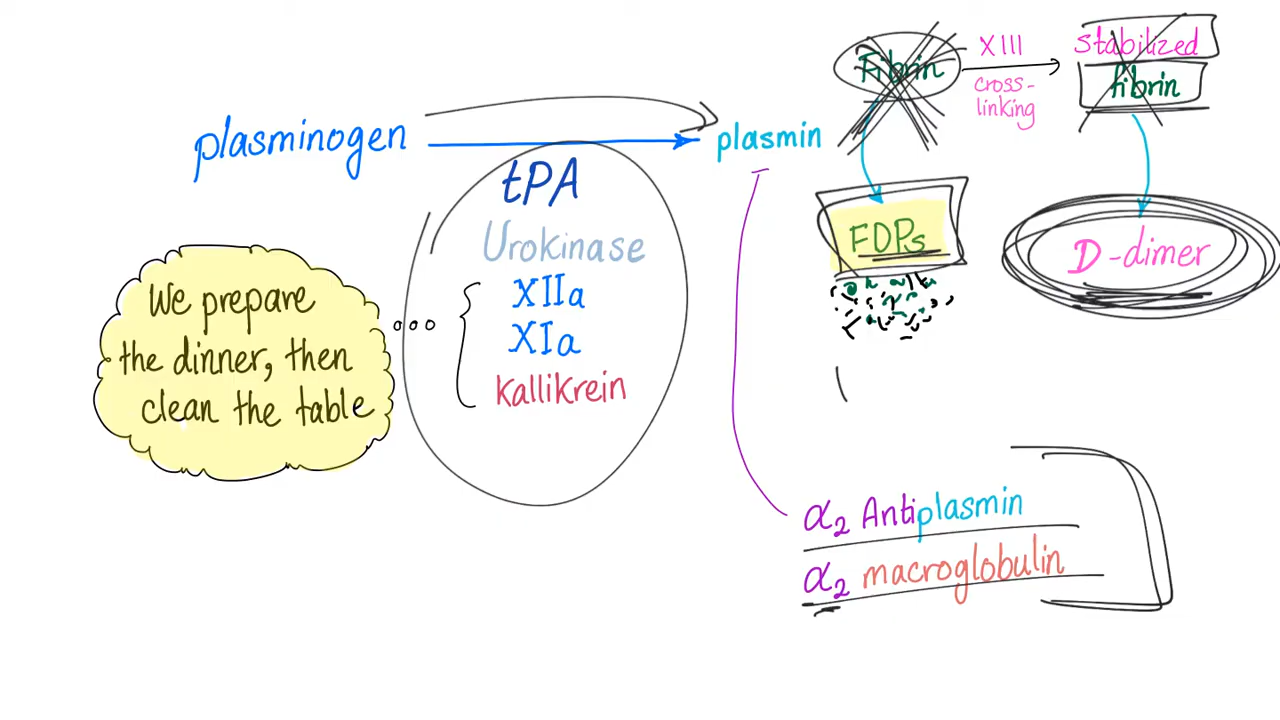 plasminogen
plasmin
Fibrin
XIII
cross-
linking
stabilized
fibrin
tPA
Urokinase
XIIa
XIa
Kallikrein
We prepare
the dinner, then
clean the table
FDPs
D-dimer
α2 Antiplasmin
α2 macroglobulin